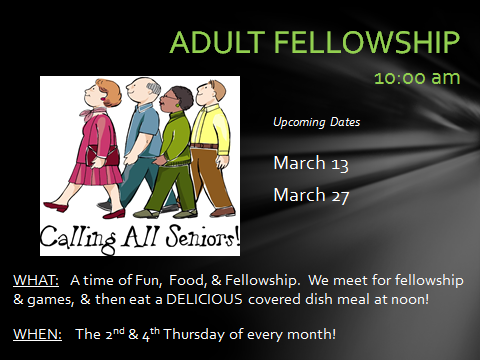 ADULT FELLOWSHIP
10:00 am
Upcoming Dates
March 13
March 27
Calling All Seniors!
WHAT: A time of Fun, Food, & Fellowship. We meet for fellowship
& games, & then eat a DELICIOUS covered dish meal at noon!
WHEN: The 2nd & 4th Thursday of every month!